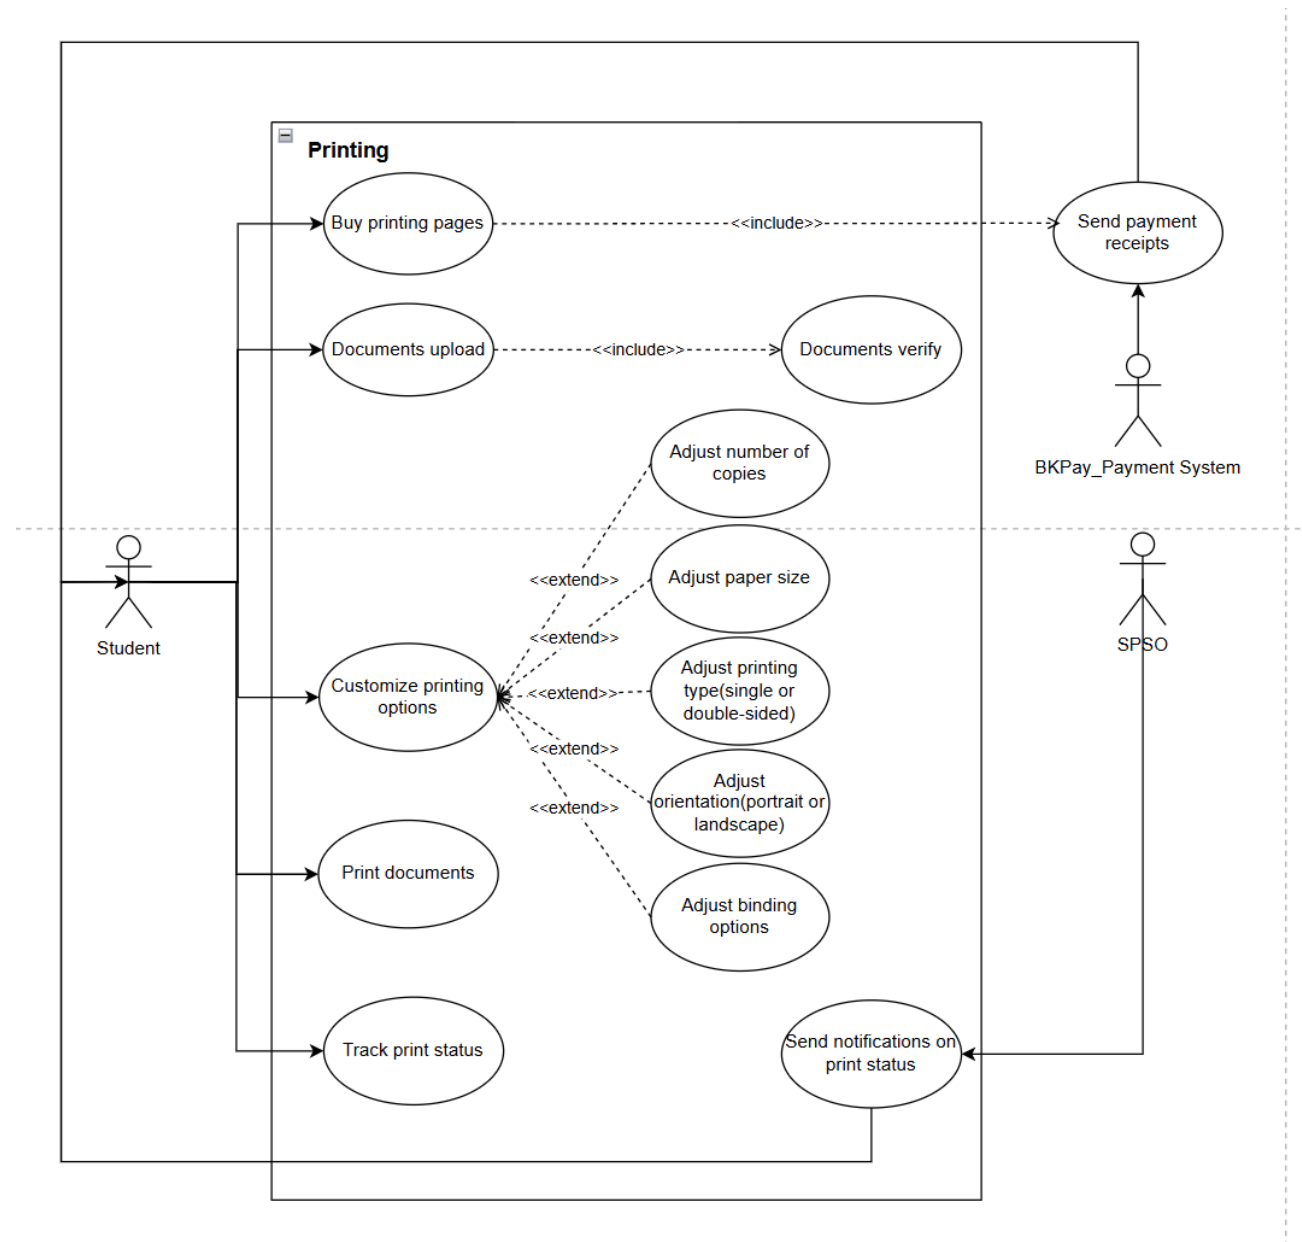 Printing
Buy printing pages
<<include>>
Send payment
receipts
Documents upload
<<include>>
Documents verify
BKPay_Payment System
Adjust number of
copies
<<extend>>
Adjust paper size
<<extend>>
SPSO
Student
Customize printing
options
<<extend>>
Adjust printing
type(single or
double-sided)
<<extend>>
Adjust
orientation(portrait or
landscape)
<<extend>>
Print documents
Adjust binding
options
Track print status
Send notifications on
print status